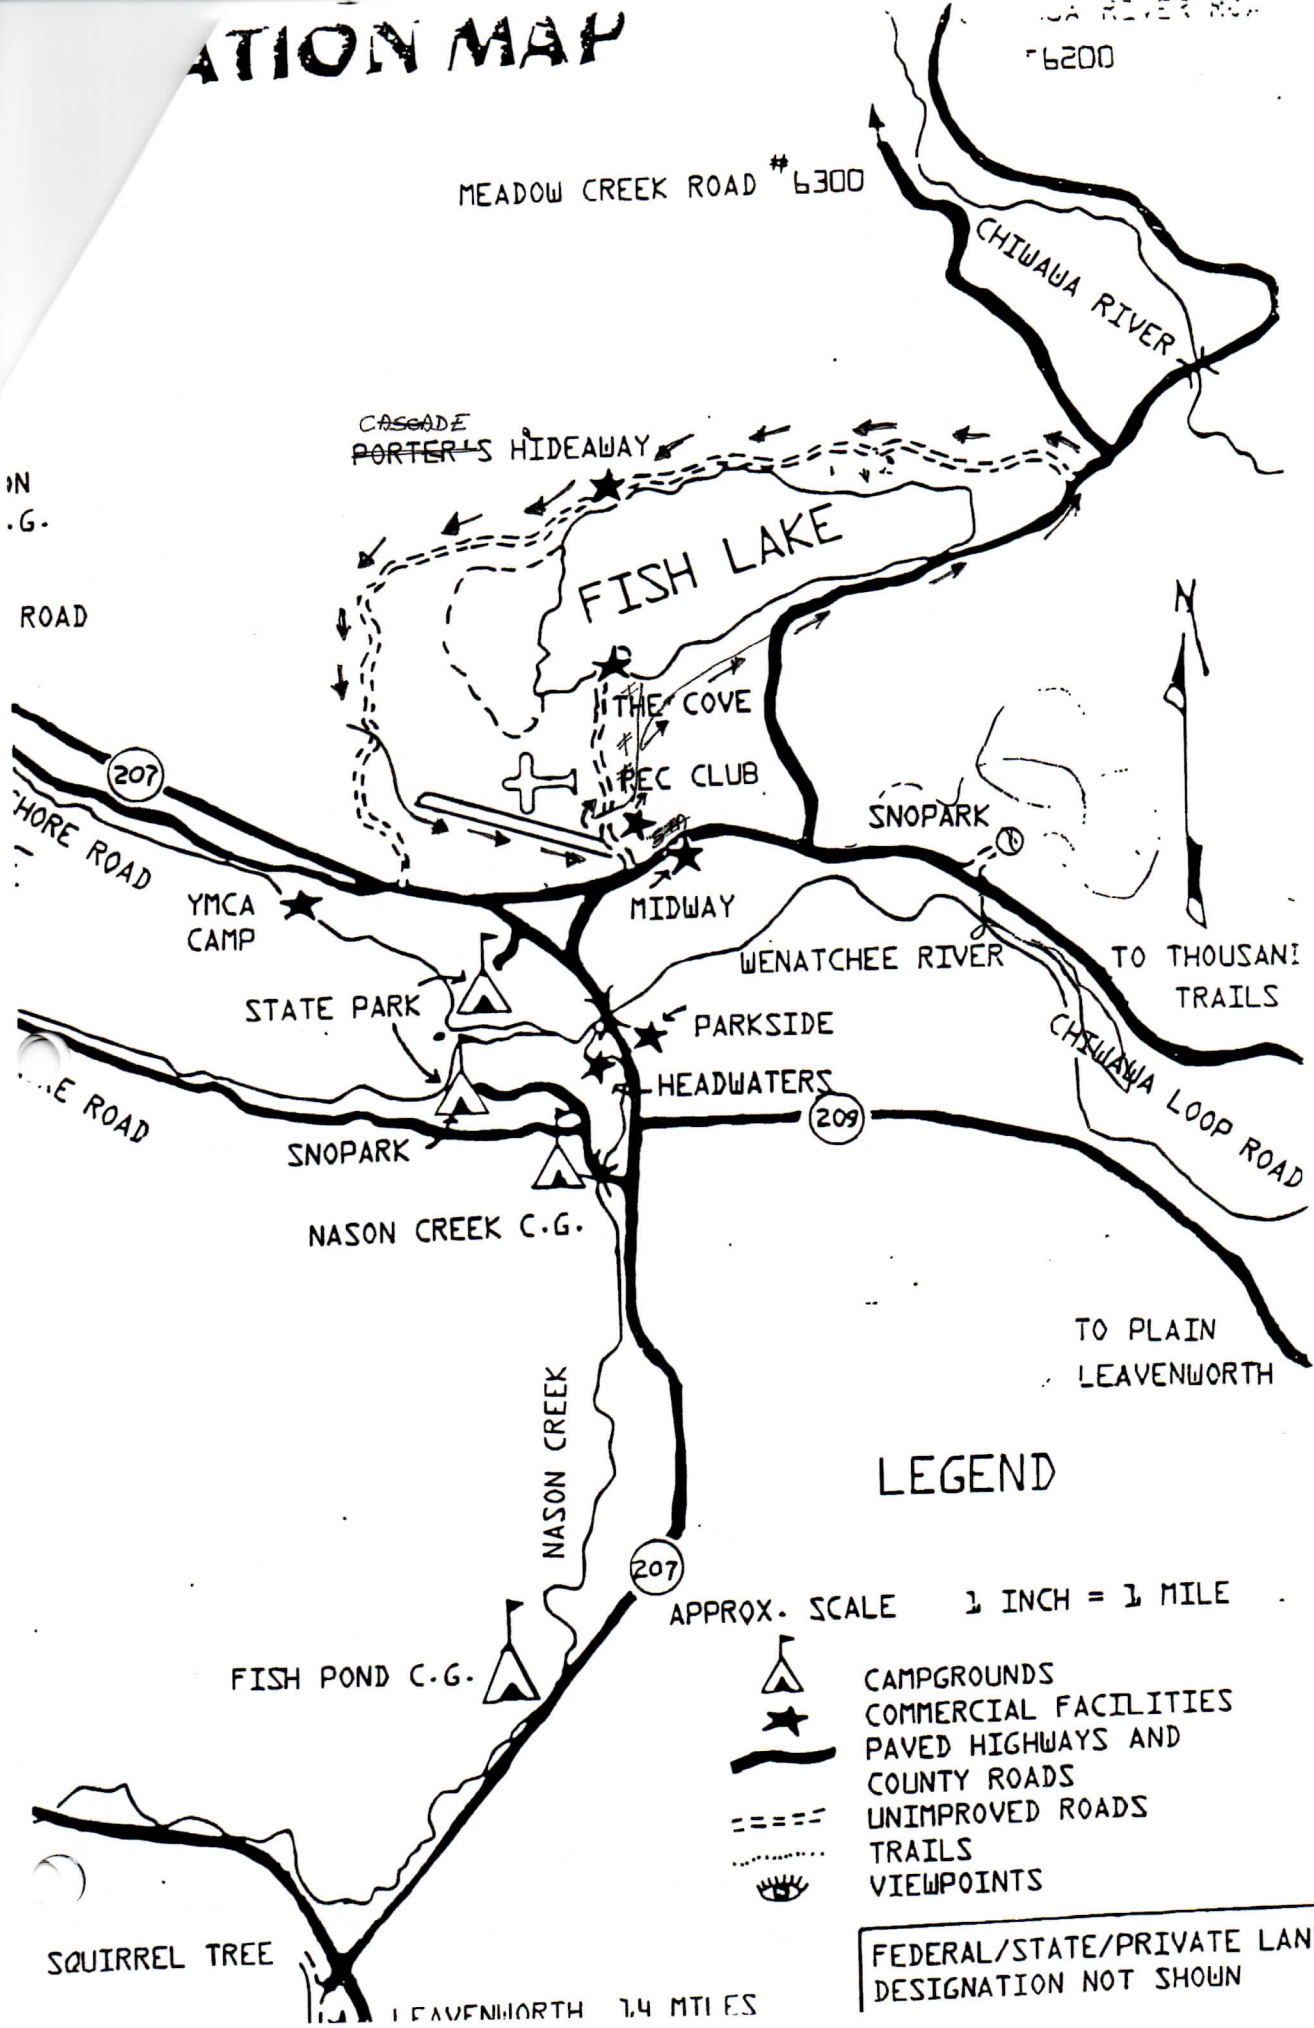 ATION MAP
-6200
MEADOW CREEK ROAD #6300
CHIWAWA RIVER
CASCADE
PORTER'S HIDEAWAY
ON
.G.
FISH LAKE
ROAD
N
THE COVE
207
REC CLUB
SNOPARK
HORE ROAD
YMCA
CAMP
MIDWAY
WENATCHEE RIVER
TO THOUSAN
TRAILS
STATE PARK
PARKSIDE
CHIWAWA LOOP ROAD
HEADWATERS
RE ROAD
209
SNOPARK
NASON CREEK C.G.
TO PLAIN
LEAVENWORTH
NASON CREEK
LEGEND
207
APPROX. SCALE 1 INCH = 1 MILE
FISH POND C.G.
CAMPGROUNDS
COMMERCIAL FACILITIES
PAVED HIGHWAYS AND
COUNTY ROADS
UNIMPROVED ROADS
TRAILS
VIEWPOINTS
SQUIRREL TREE
FEDERAL/STATE/PRIVATE LAN
DESIGNATION NOT SHOWN
LEAVENWORTH 14 MILES